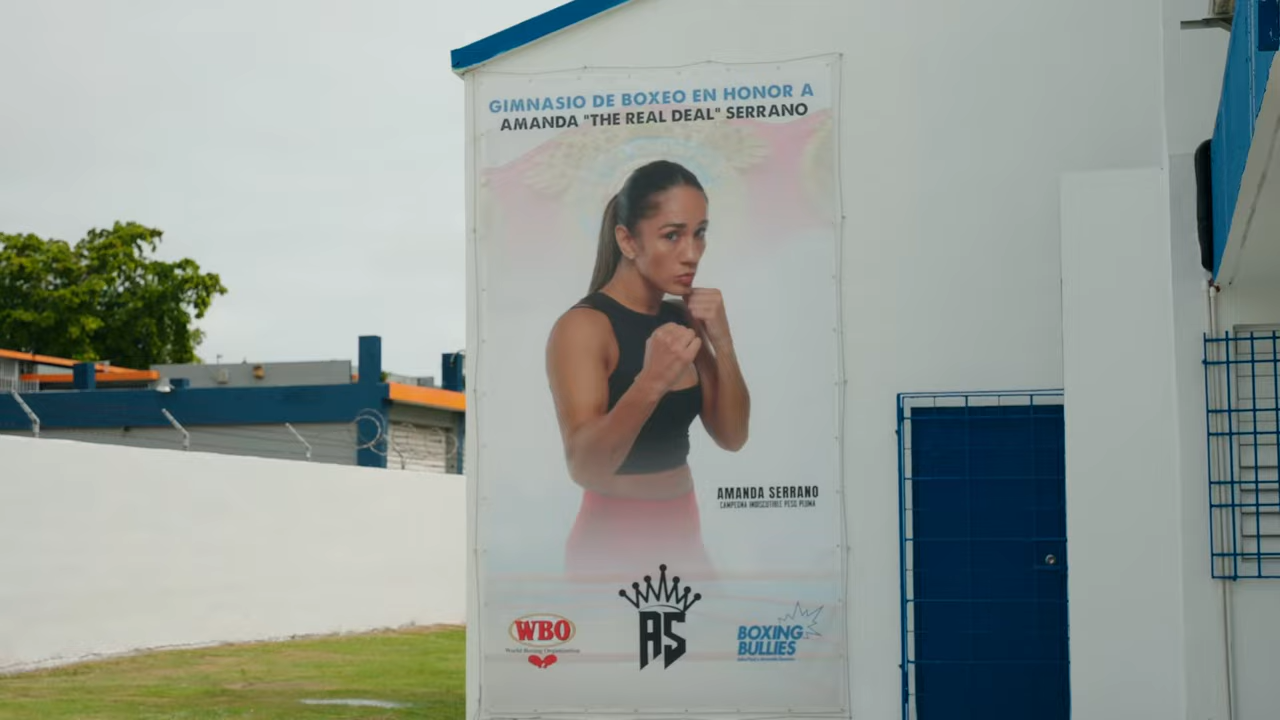 GIMNASIO DE BOXEO EN HONOR A
AMANDA "THE REAL DEAL" SERRANO
AMANDA SERRANO
CAMPEONA INDISCUTIBLE PESO PLUMA
WBO
World Boxing Organization
AS
BOXING
BULLIES